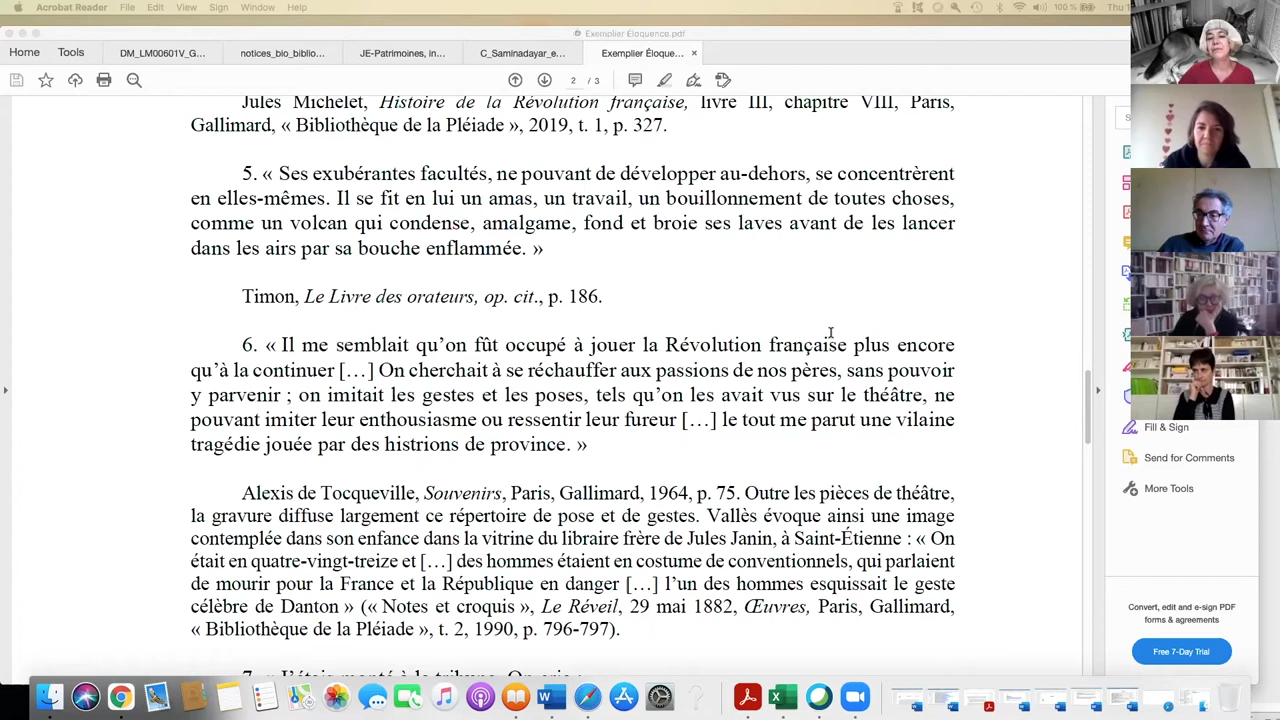 Acrobat Reader File Edit View Sign Window Help 100 % Thu 1
Exemplier Éloquence.pdf
Home Tools DM_LM00601V_G... notices_bio_biblio... JE-Patrimoines, in... C_Saminadayar_e... Exemplier Éloque... ×
2 / 3
Jules Michelet, Histoire de la Révolution française, livre III, chapitre VIII, Paris,
Gallimard, « Bibliothèque de la Pléiade », 2019, t. 1, p. 327.
5. « Ses exubérantes facultés, ne pouvant de développer au-dehors, se concentrèrent
en elles-mêmes. Il se fit en lui un amas, un travail, un bouillonnement de toutes choses,
comme un volcan qui condense, amalgame, fond et broie ses laves avant de les lancer
dans les airs par sa bouche enflammée. »
Timon, Le Livre des orateurs, op. cit., p. 186.
6. « Il me semblait qu’on fût occupé à jouer la Révolution française plus encore
qu’à la continuer […] On cherchait à se réchauffer aux passions de nos pères, sans pouvoir
y parvenir ; on imitait les gestes et les poses, tels qu’on les avait vus sur le théâtre, ne
pouvant imiter leur enthousiasme ou ressentir leur fureur […] le tout me parut une vilaine
tragédie jouée par des histrions de province. »
Alexis de Tocqueville, Souvenirs, Paris, Gallimard, 1964, p. 75. Outre les pièces de théâtre,
la gravure diffuse largement ce répertoire de pose et de gestes. Vallès évoque ainsi une image
contemplée dans son enfance dans la vitrine du libraire frère de Jules Janin, à Saint-Étienne : « On
était en quatre-vingt-treize et […] des hommes étaient en costume de conventionnels, qui parlaient
de mourir pour la France et la République en danger […] l’un des hommes esquissait le geste
célèbre de Danton » (« Notes et croquis », Le Réveil, 29 mai 1882, Œuvres, Paris, Gallimard,
« Bibliothèque de la Pléiade », t. 2, 1990, p. 796-797).
Fill & Sign
Send for Comments
More Tools
Convert, edit and e-sign PDF
forms & agreements
Free 7-Day Trial